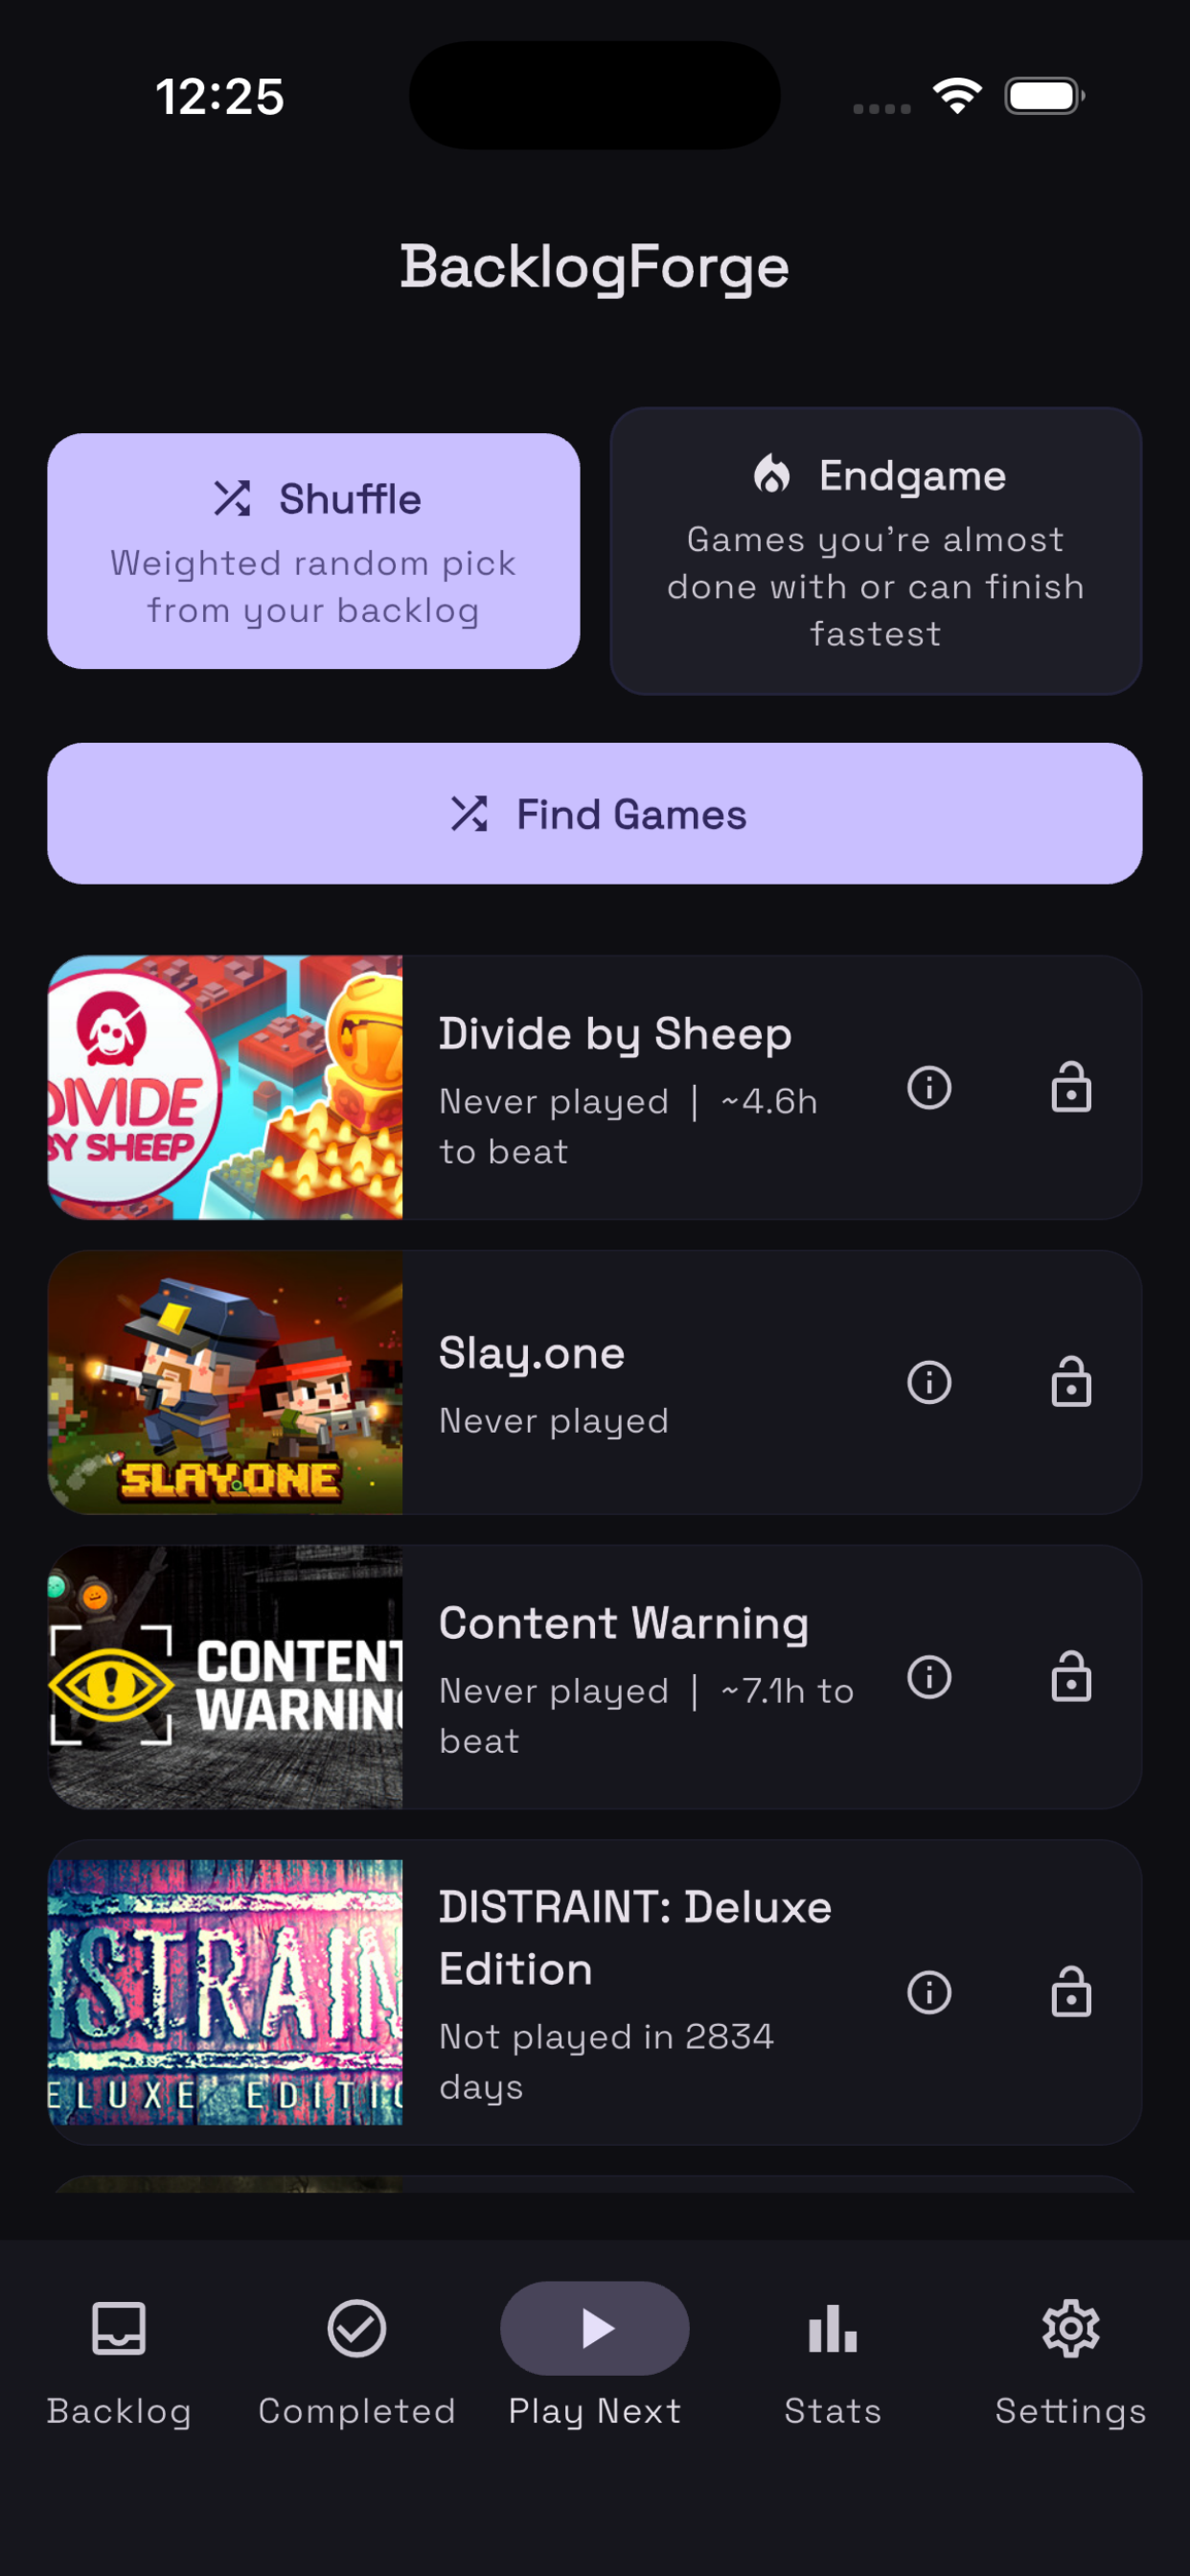 12:25
BacklogForge
Shuffle
Weighted random pick
from your backlog
Endgame
Games you’re almost
done with or can finish
fastest
Find Games
DIVIDE
BY SHEEP
Divide by Sheep
Never played | ~4.6h
to beat
SLAY.ONE
Slay.one
Never played
CONTENT
WARNING
Content Warning
Never played | ~7.1h to
beat
ISTRAIN
ELUXE EDITIO
DISTRAINT: Deluxe
Edition
Not played in 2834
days
Backlog
Completed
Play Next
Stats
Settings